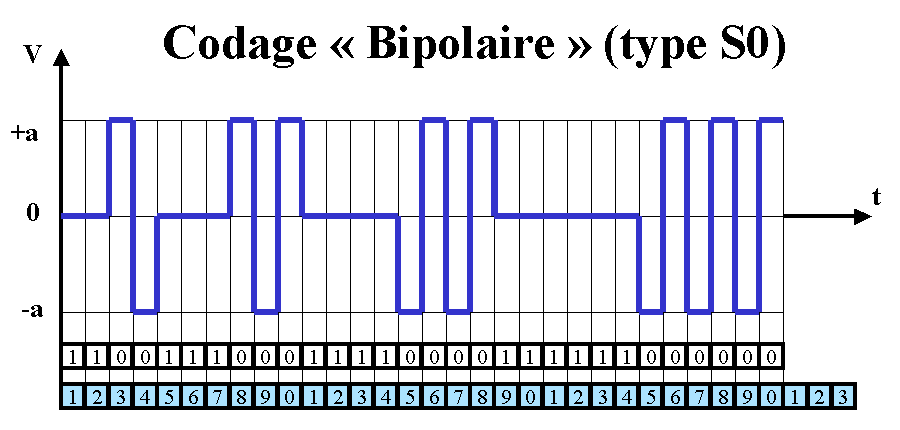 Codage « Bipolaire » (type S0)
V
+a
0
t
-a
1 1 0 0 1 1 1 0 0 0 1 1 1 1 0 0 0 0 1 1 1 1 1 1 0 0 0 0 0 0
1 2 3 4 5 6 7 8 9 0 1 2 3 4 5 6 7 8 9 0 1 2 3 4 5 6 7 8 9 0 1 2 3